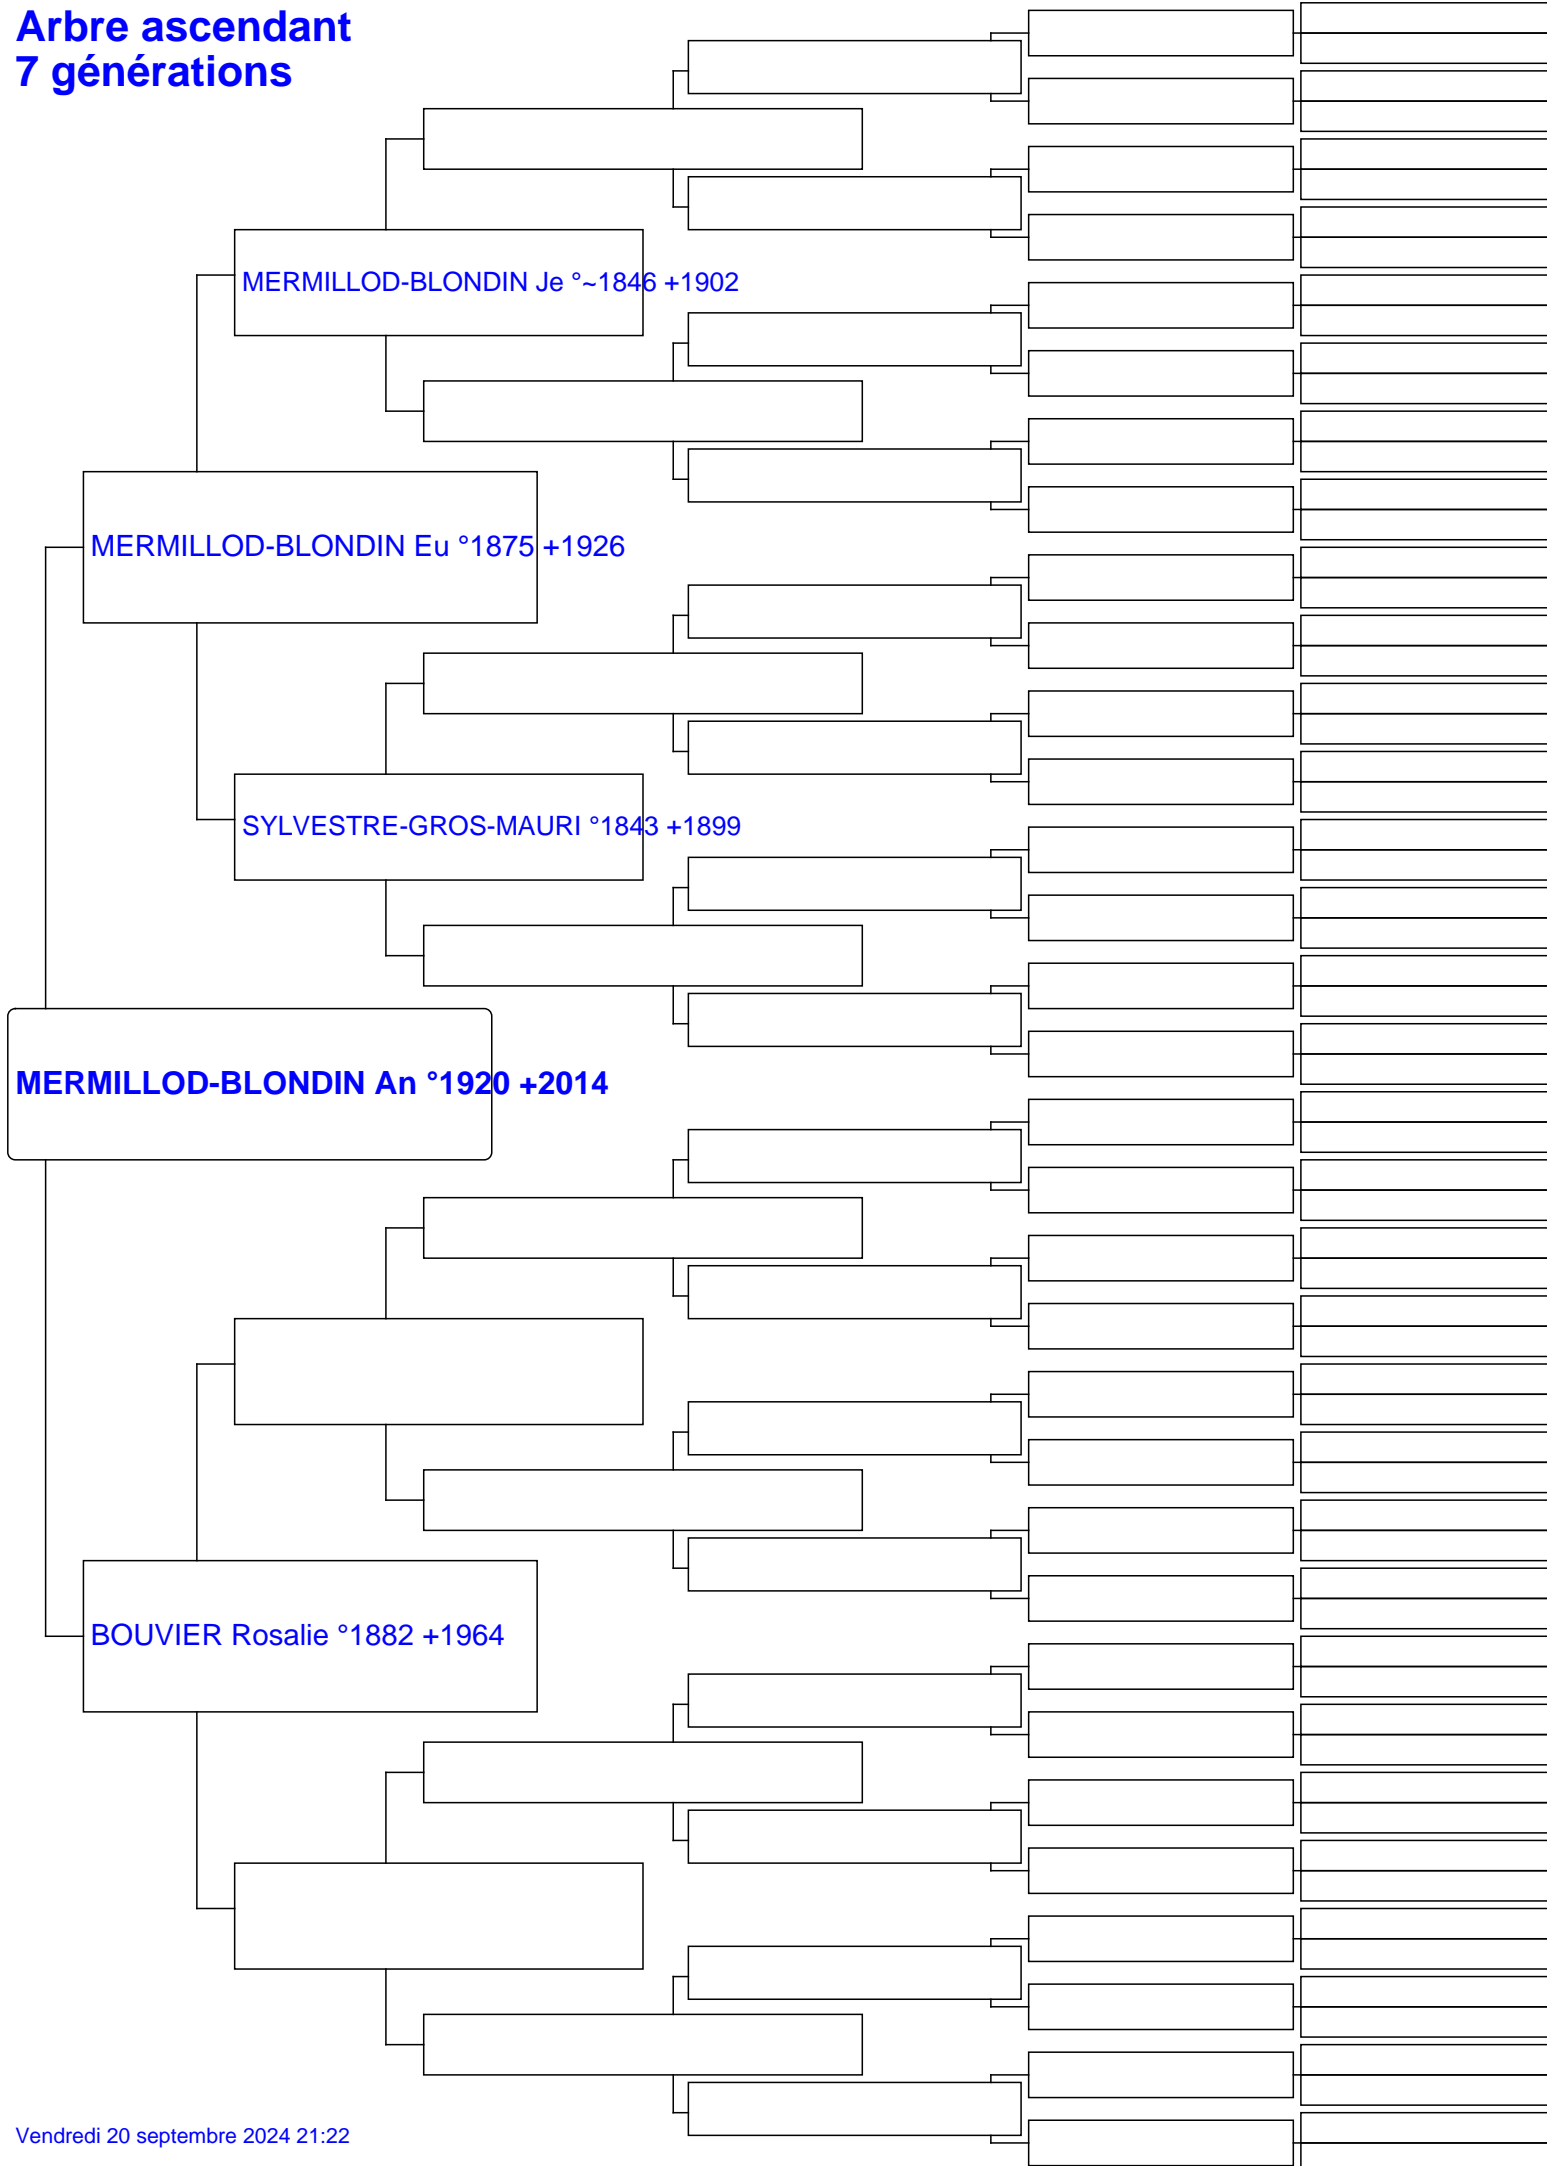 Arbre ascendant
7 générations
MERMILLOD-BLONDIN Je °~1846 +1902
MERMILLOD-BLONDIN Eu °1875 +1926
SYLVESTRE-GROS-MAURI °1843 +1899
MERMILLOD-BLONDIN An °1920 +2014
BOUVIER Rosalie °1882 +1964
Vendredi 20 septembre 2024 21:22